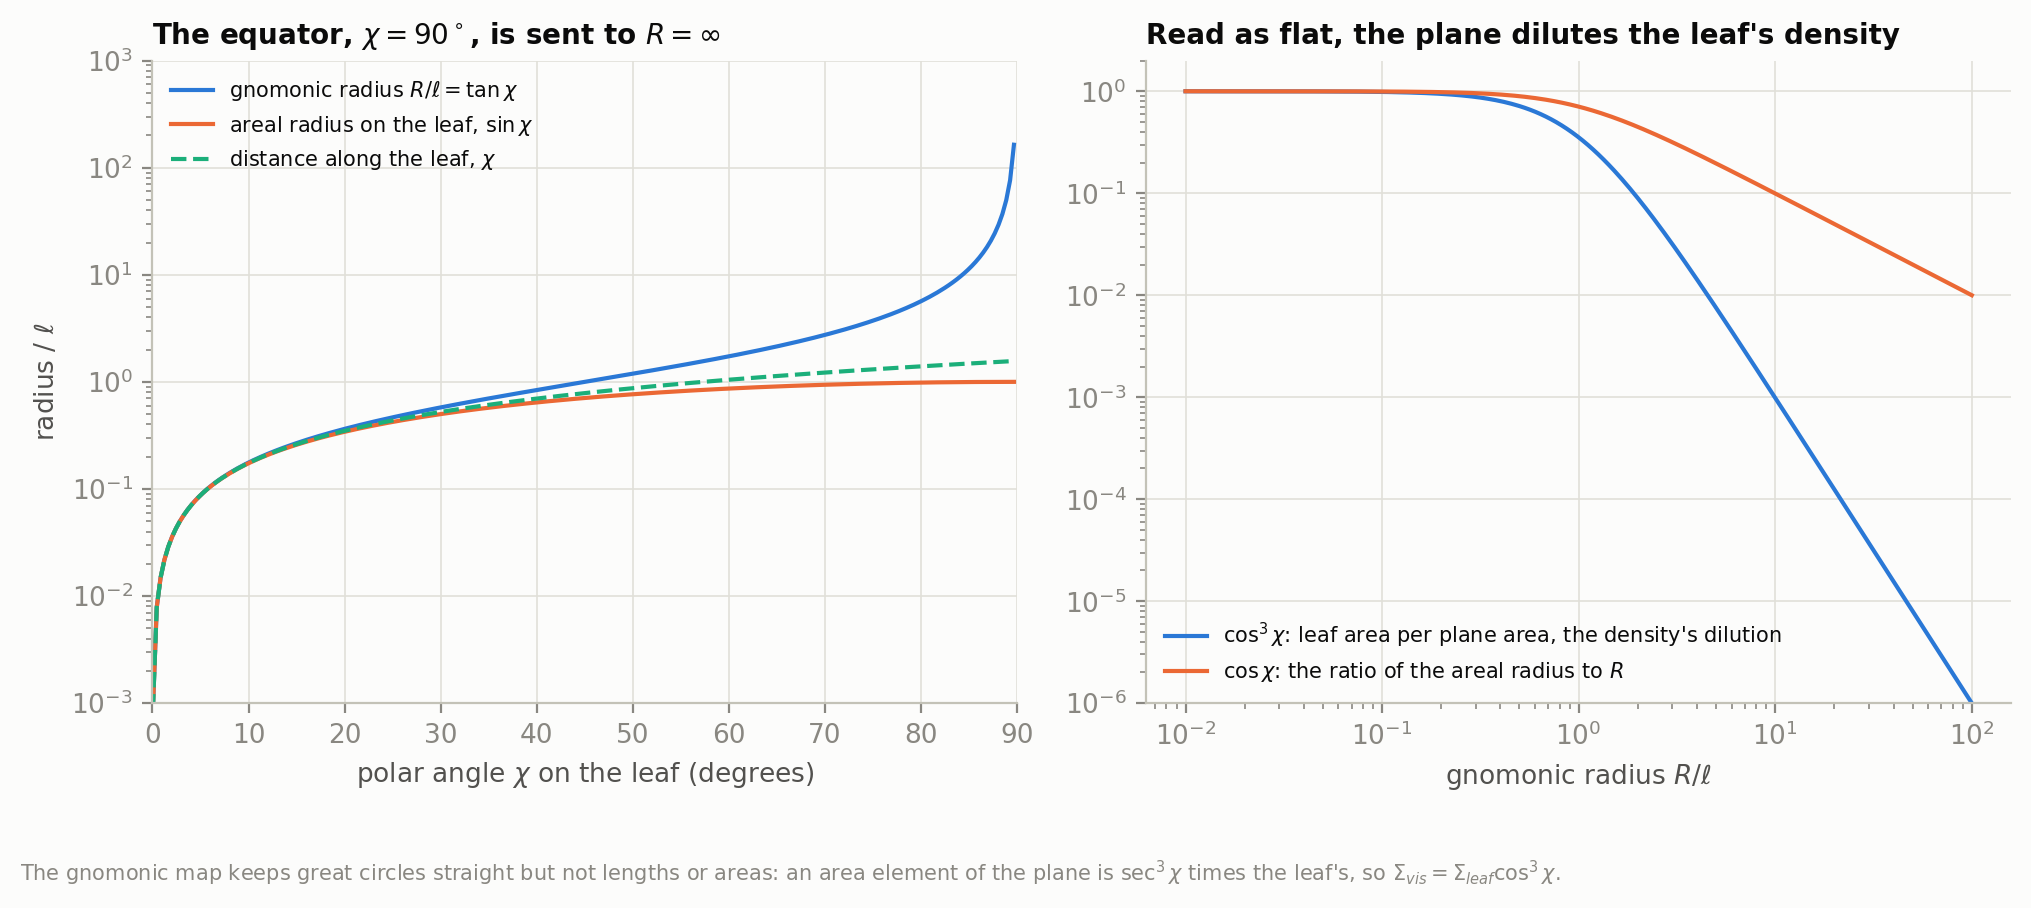 The equator, χ = 90°, is sent to R = ∞
10³
10²
10¹
10⁰
10⁻¹
10⁻²
10⁻³
radius / ℓ
gnomonic radius R/ℓ = tan χ
areal radius on the leaf, sin χ
distance along the leaf, χ
0 10 20 30 40 50 60 70 80 90
polar angle χ on the leaf (degrees)
Read as flat, the plane dilutes the leaf's density
10⁰
10⁻¹
10⁻²
10⁻³
10⁻⁴
10⁻⁵
10⁻⁶
cos³ χ: leaf area per plane area, the density's dilution
cos χ: the ratio of the areal radius to R
10⁻² 10⁻¹ 10⁰ 10¹ 10²
gnomonic radius R/ℓ
The gnomonic map keeps great circles straight but not lengths or areas: an area element of the plane is sec³ χ times the leaf's, so Σ_vis = Σ_leaf cos³ χ.